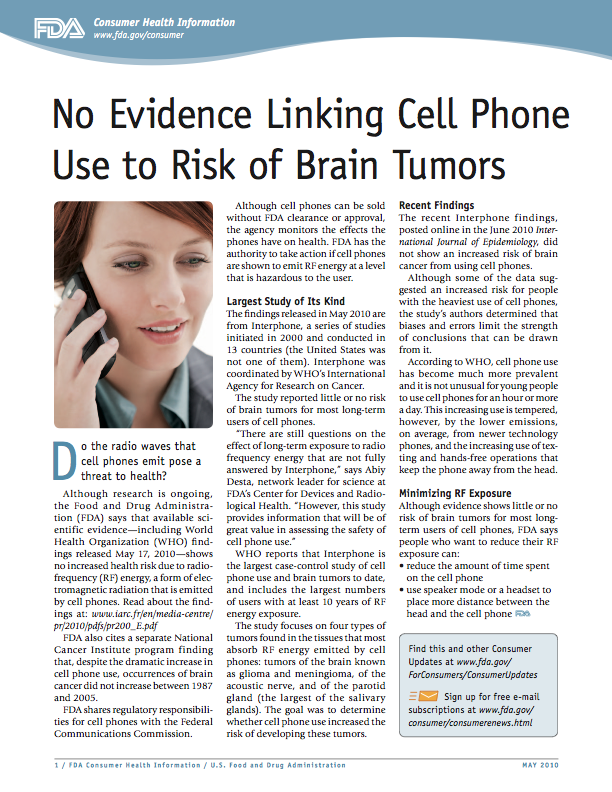 FDA Consumer Health Information
www.fda.gov/consumer
No Evidence Linking Cell Phone
Use to Risk of Brain Tumors
Do the radio waves that
cell phones emit pose a
threat to health?
Although research is ongoing,
the Food and Drug Administra-
tion (FDA) says that available sci-
entific evidence—including World
Health Organization (WHO) find-
ings released May 17, 2010—shows
no increased health risk due to radio-
frequency (RF) energy, a form of elec-
tromagnetic radiation that is emitted
by cell phones. Read about the find-
ings at: www.iarc.fr/en/media-centre/
pr/2010/pdfs/pr200_E.pdf
FDA also cites a separate National
Cancer Institute program finding
that, despite the dramatic increase in
cell phone use, occurrences of brain
cancer did not increase between 1987
and 2005.
FDA shares regulatory responsibili-
ties for cell phones with the Federal
Communications Commission.
Although cell phones can be sold
without FDA clearance or approval,
the agency monitors the effects the
phones have on health. FDA has the
authority to take action if cell phones
are shown to emit RF energy at a level
that is hazardous to the user.
Largest Study of Its Kind
The findings released in May 2010 are
from Interphone, a series of studies
initiated in 2000 and conducted in
13 countries (the United States was
not one of them). Interphone was
coordinated by WHO's International
Agency for Research on Cancer.
The study reported little or no risk
of brain tumors for most long-term
users of cell phones.
"There are still questions on the
effect of long-term exposure to radio
frequency energy that are not fully
answered by Interphone," says Abiy
Desta, network leader for science at
FDA's Center for Devices and Radio-
logical Health. "However, this study
provides information that will be of
great value in assessing the safety of
cell phone use."
WHO reports that Interphone is
the largest case-control study of cell
phone use and brain tumors to date,
and includes the largest numbers
of users with at least 10 years of RF
energy exposure.
The study focuses on four types of
tumors found in the tissues that most
absorb RF energy emitted by cell
phones: tumors of the brain known
as glioma and meningioma, of the
acoustic nerve, and of the parotid
gland (the largest of the salivary
glands). The goal was to determine
whether cell phone use increased the
risk of developing these tumors.
Recent Findings
The recent Interphone findings,
posted online in the June 2010 Inter-
national Journal of Epidemiology, did
not show an increased risk of brain
cancer from using cell phones.
Although some of the data sug-
gested an increased risk for people
with the heaviest use of cell phones,
the study's authors determined that
biases and errors limit the strength
of conclusions that can be drawn
from it.
According to WHO, cell phone use
has become much more prevalent
and it is not unusual for young people
to use cell phones for an hour or more
a day. This increasing use is tempered,
however, by the lower emissions,
on average, from newer technology
phones, and the increasing use of tex-
ting and hands-free operations that
keep the phone away from the head.
Minimizing RF Exposure
Although evidence shows little or no
risk of brain tumors for most long-
term users of cell phones, FDA says
people who want to reduce their RF
exposure can:
• reduce the amount of time spent
on the cell phone
• use speaker mode or a headset to
place more distance between the
head and the cell phone FDA
Find this and other Consumer
Updates at www.fda.gov/
ForConsumers/ConsumerUpdates
Sign up for free e-mail
subscriptions at www.fda.gov/
consumer/consumerenews.html
1 / FDA Consumer Health Information / U.S. Food and Drug Administration MAY 2010